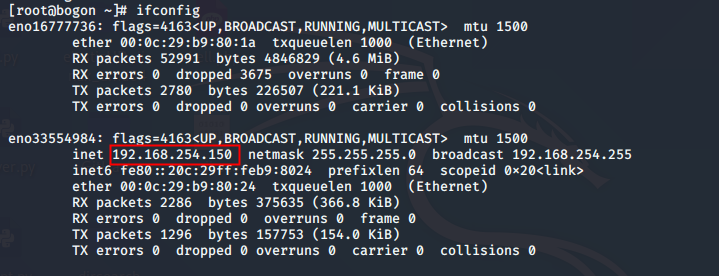 [root@bogon ~]# ifconfig
eno16777736: flags=4163<UP,BROADCAST,RUNNING,MULTICAST>  mtu 1500
        ether 00:0c:29:b9:80:1a  txqueuelen 1000  (Ethernet)
        RX packets 52991  bytes 4846829 (4.6 MiB)
        RX errors 0  dropped 3675  overruns 0  frame 0
        TX packets 2780  bytes 226507 (221.1 KiB)
        TX errors 0  dropped 0 overruns 0  carrier 0  collisions 0

eno33554984: flags=4163<UP,BROADCAST,RUNNING,MULTICAST>  mtu 1500
        inet 192.168.254.150  netmask 255.255.255.0  broadcast 192.168.254.255
        inet6 fe80::20c:29ff:feb9:8024  prefixlen 64  scopeid 0×20<link>
        ether 00:0c:29:b9:80:24  txqueuelen 1000  (Ethernet)
        RX packets 2286  bytes 375635 (366.8 KiB)
        RX errors 0  dropped 0  overruns 0  frame 0
        TX packets 1296  bytes 157753 (154.0 KiB)
        TX errors 0  dropped 0 overruns 0  carrier 0  collisions 0